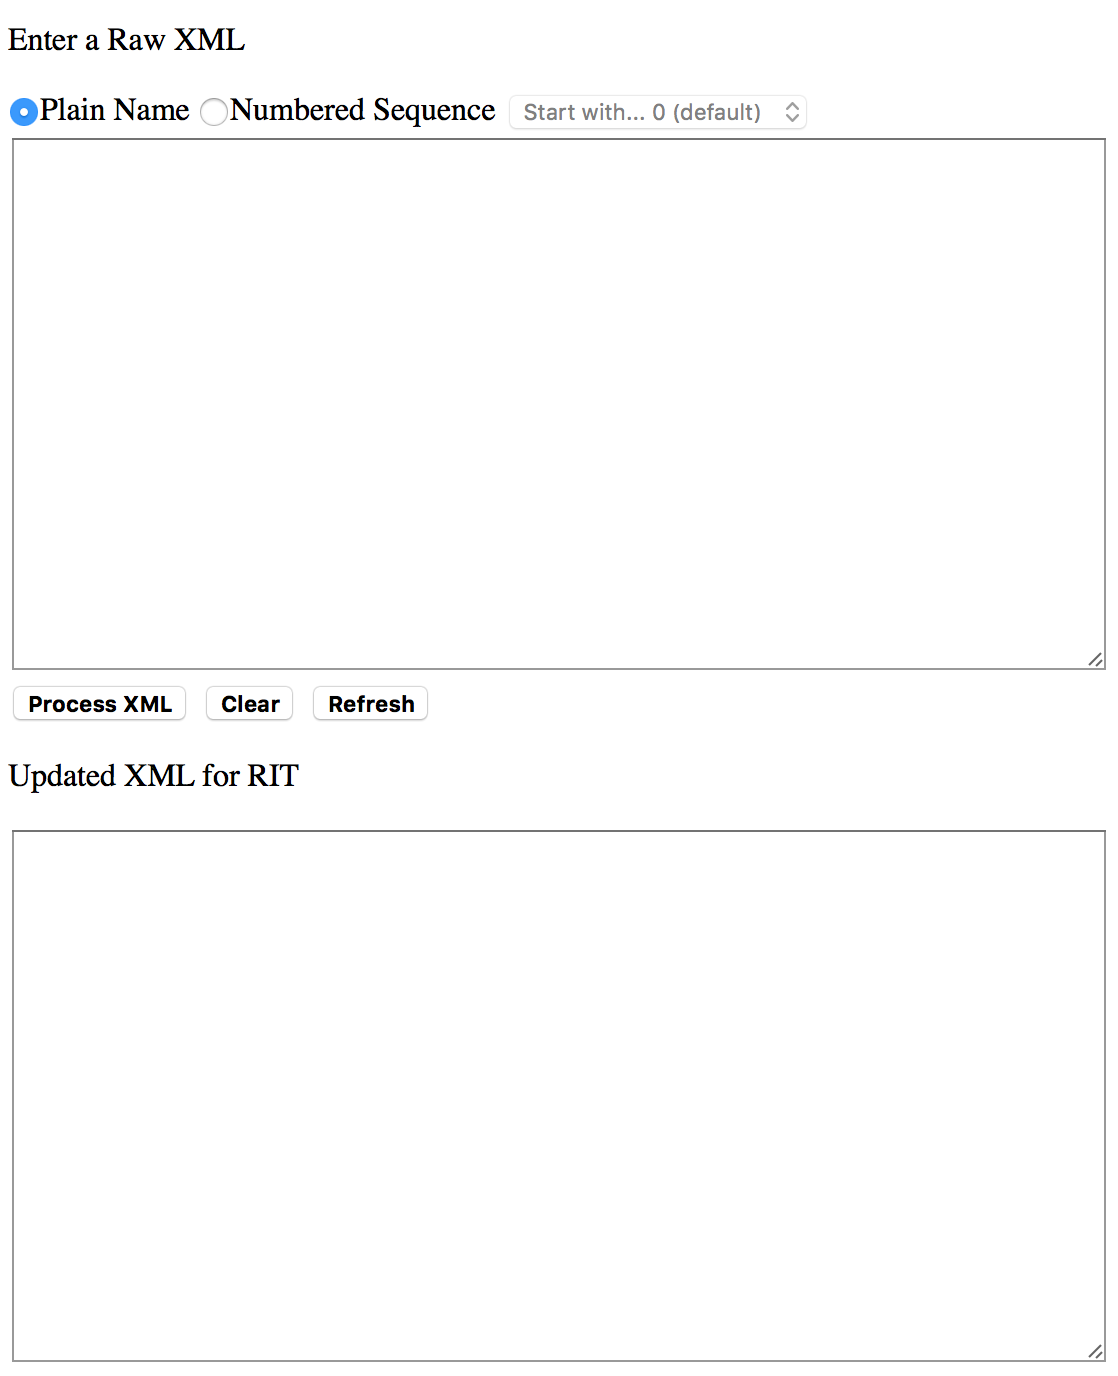 Enter a Raw XML
Plain Name Numbered Sequence Start with... 0 (default)
Process XML Clear Refresh
Updated XML for RIT